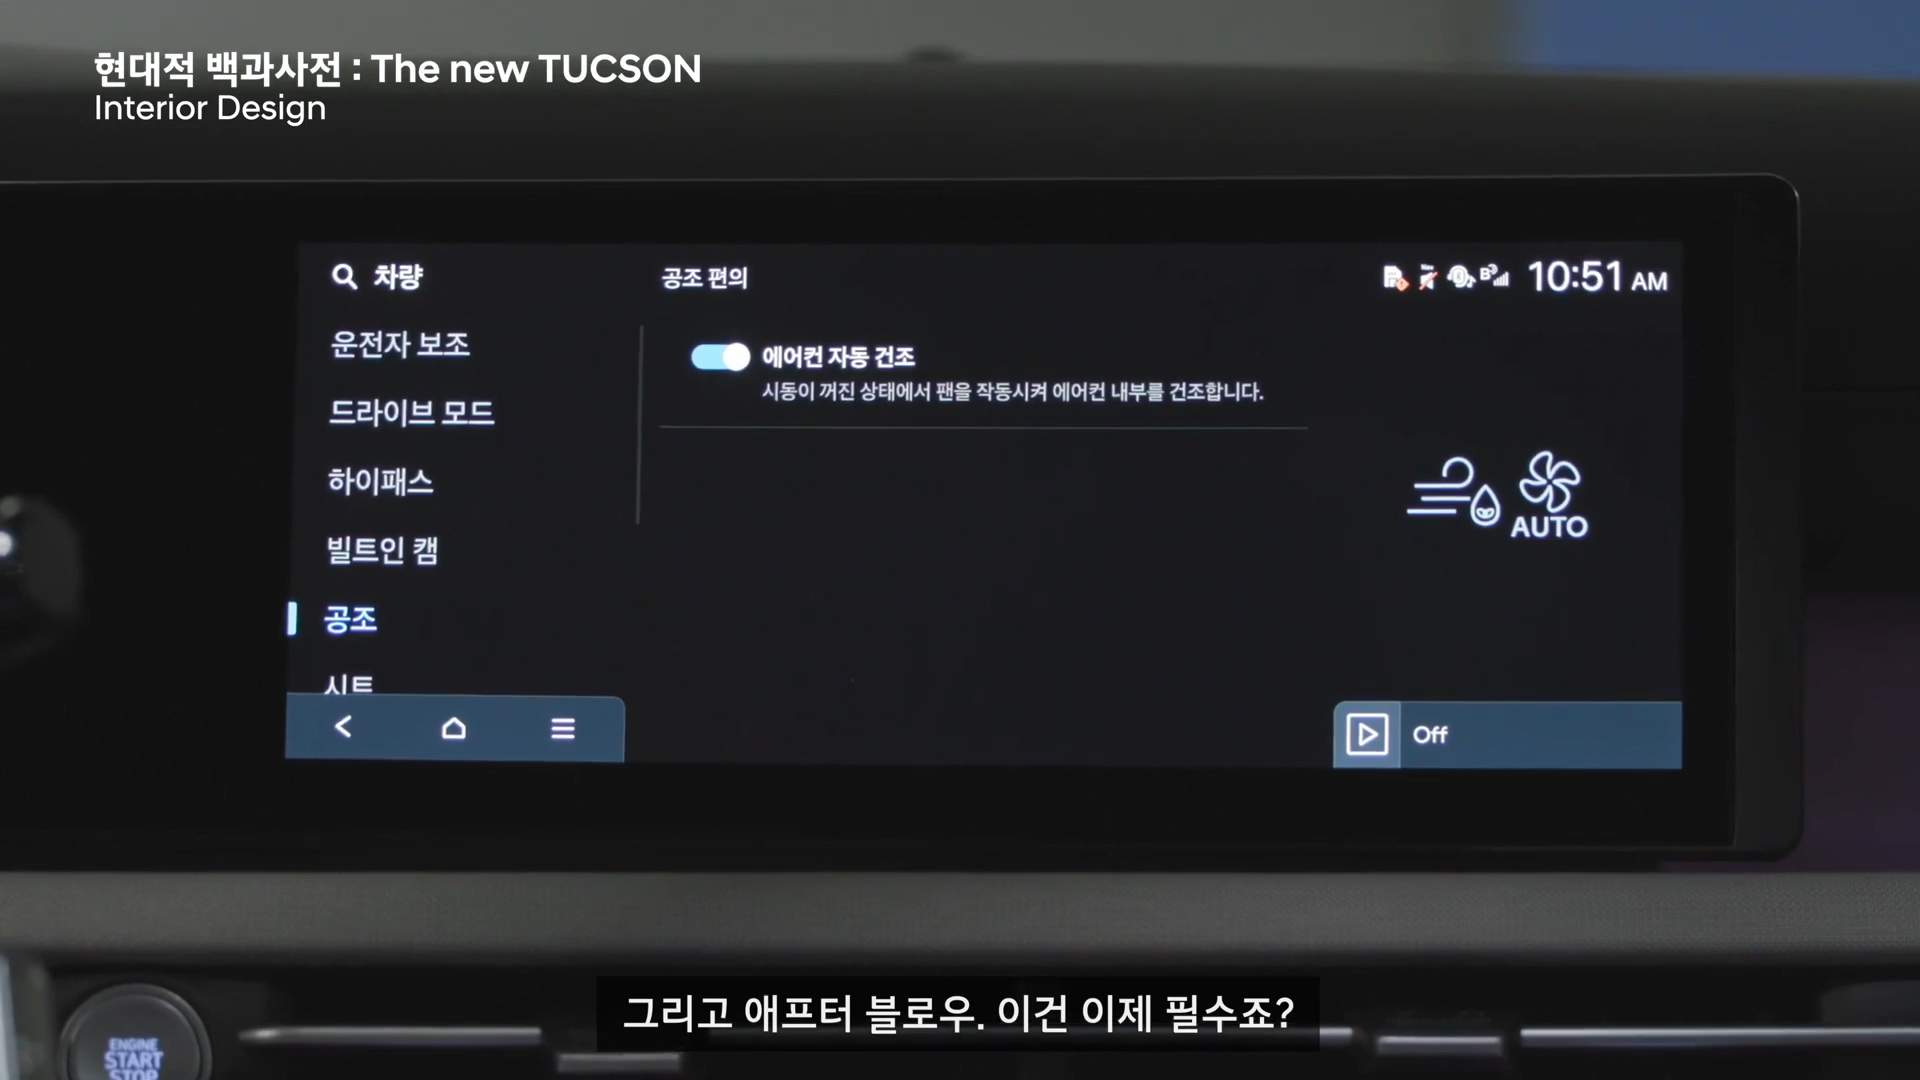 현대적 백과사전 : The new TUCSON
Interior Design
차량
공조 편의
10:51 AM
운전자 보조
드라이브 모드
하이패스
빌트인 캠
공조
시트
에어컨 자동 건조
시동이 꺼진 상태에서 팬을 작동시켜 에어컨 내부를 건조합니다.
AUTO
Off
ENGINE
START
STOP
그리고 애프터 블로우. 이건 이제 필수죠?